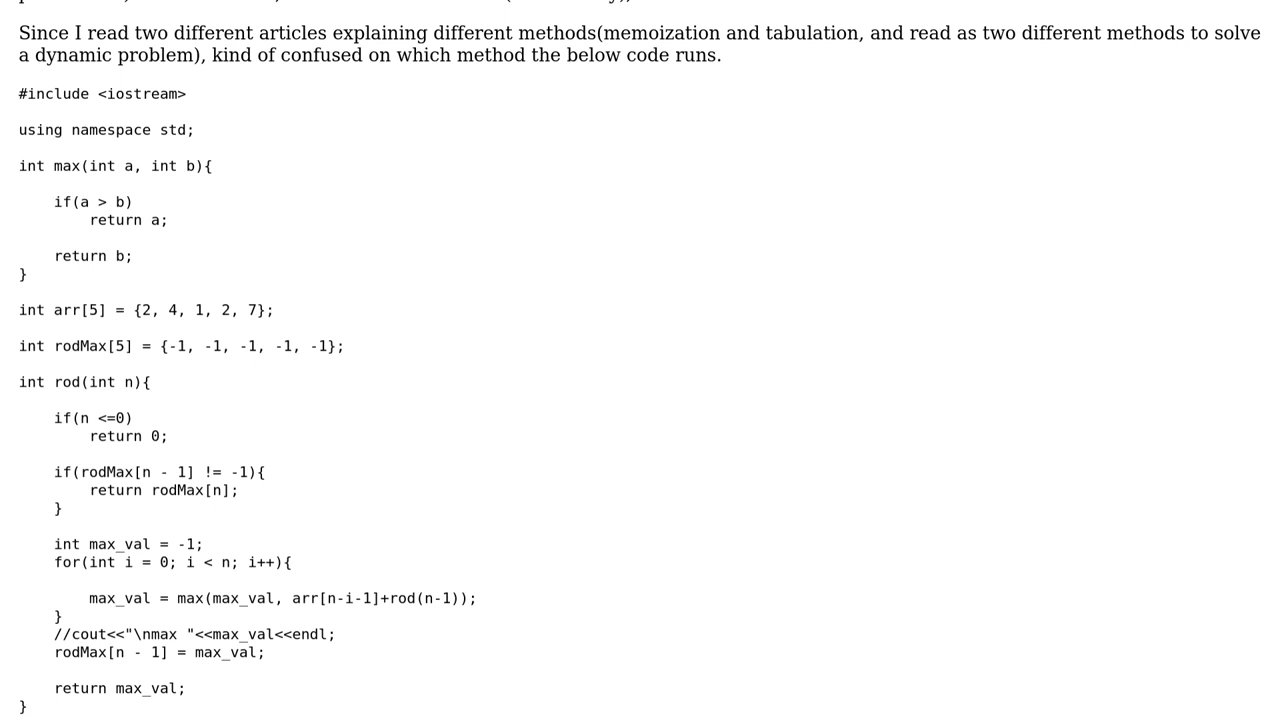 Since I read two different articles explaining different methods(memoization and tabulation, and read as two different methods to solve
a dynamic problem), kind of confused on which method the below code runs.
#include <iostream>
using namespace std;
int max(int a, int b){
if(a > b)
return a;
return b;
}
int arr[5] = {2, 4, 1, 2, 7};
int rodMax[5] = {-1, -1, -1, -1, -1};
int rod(int n){
if(n <=0)
return 0;
if(rodMax[n - 1] != -1){
return rodMax[n];
}
int max_val = -1;
for(int i = 0; i < n; i++){
max_val = max(max_val, arr[n-i-1]+rod(n-1));
}
//cout<<"\nmax "<<max_val<<endl;
rodMax[n - 1] = max_val;
return max_val;
}